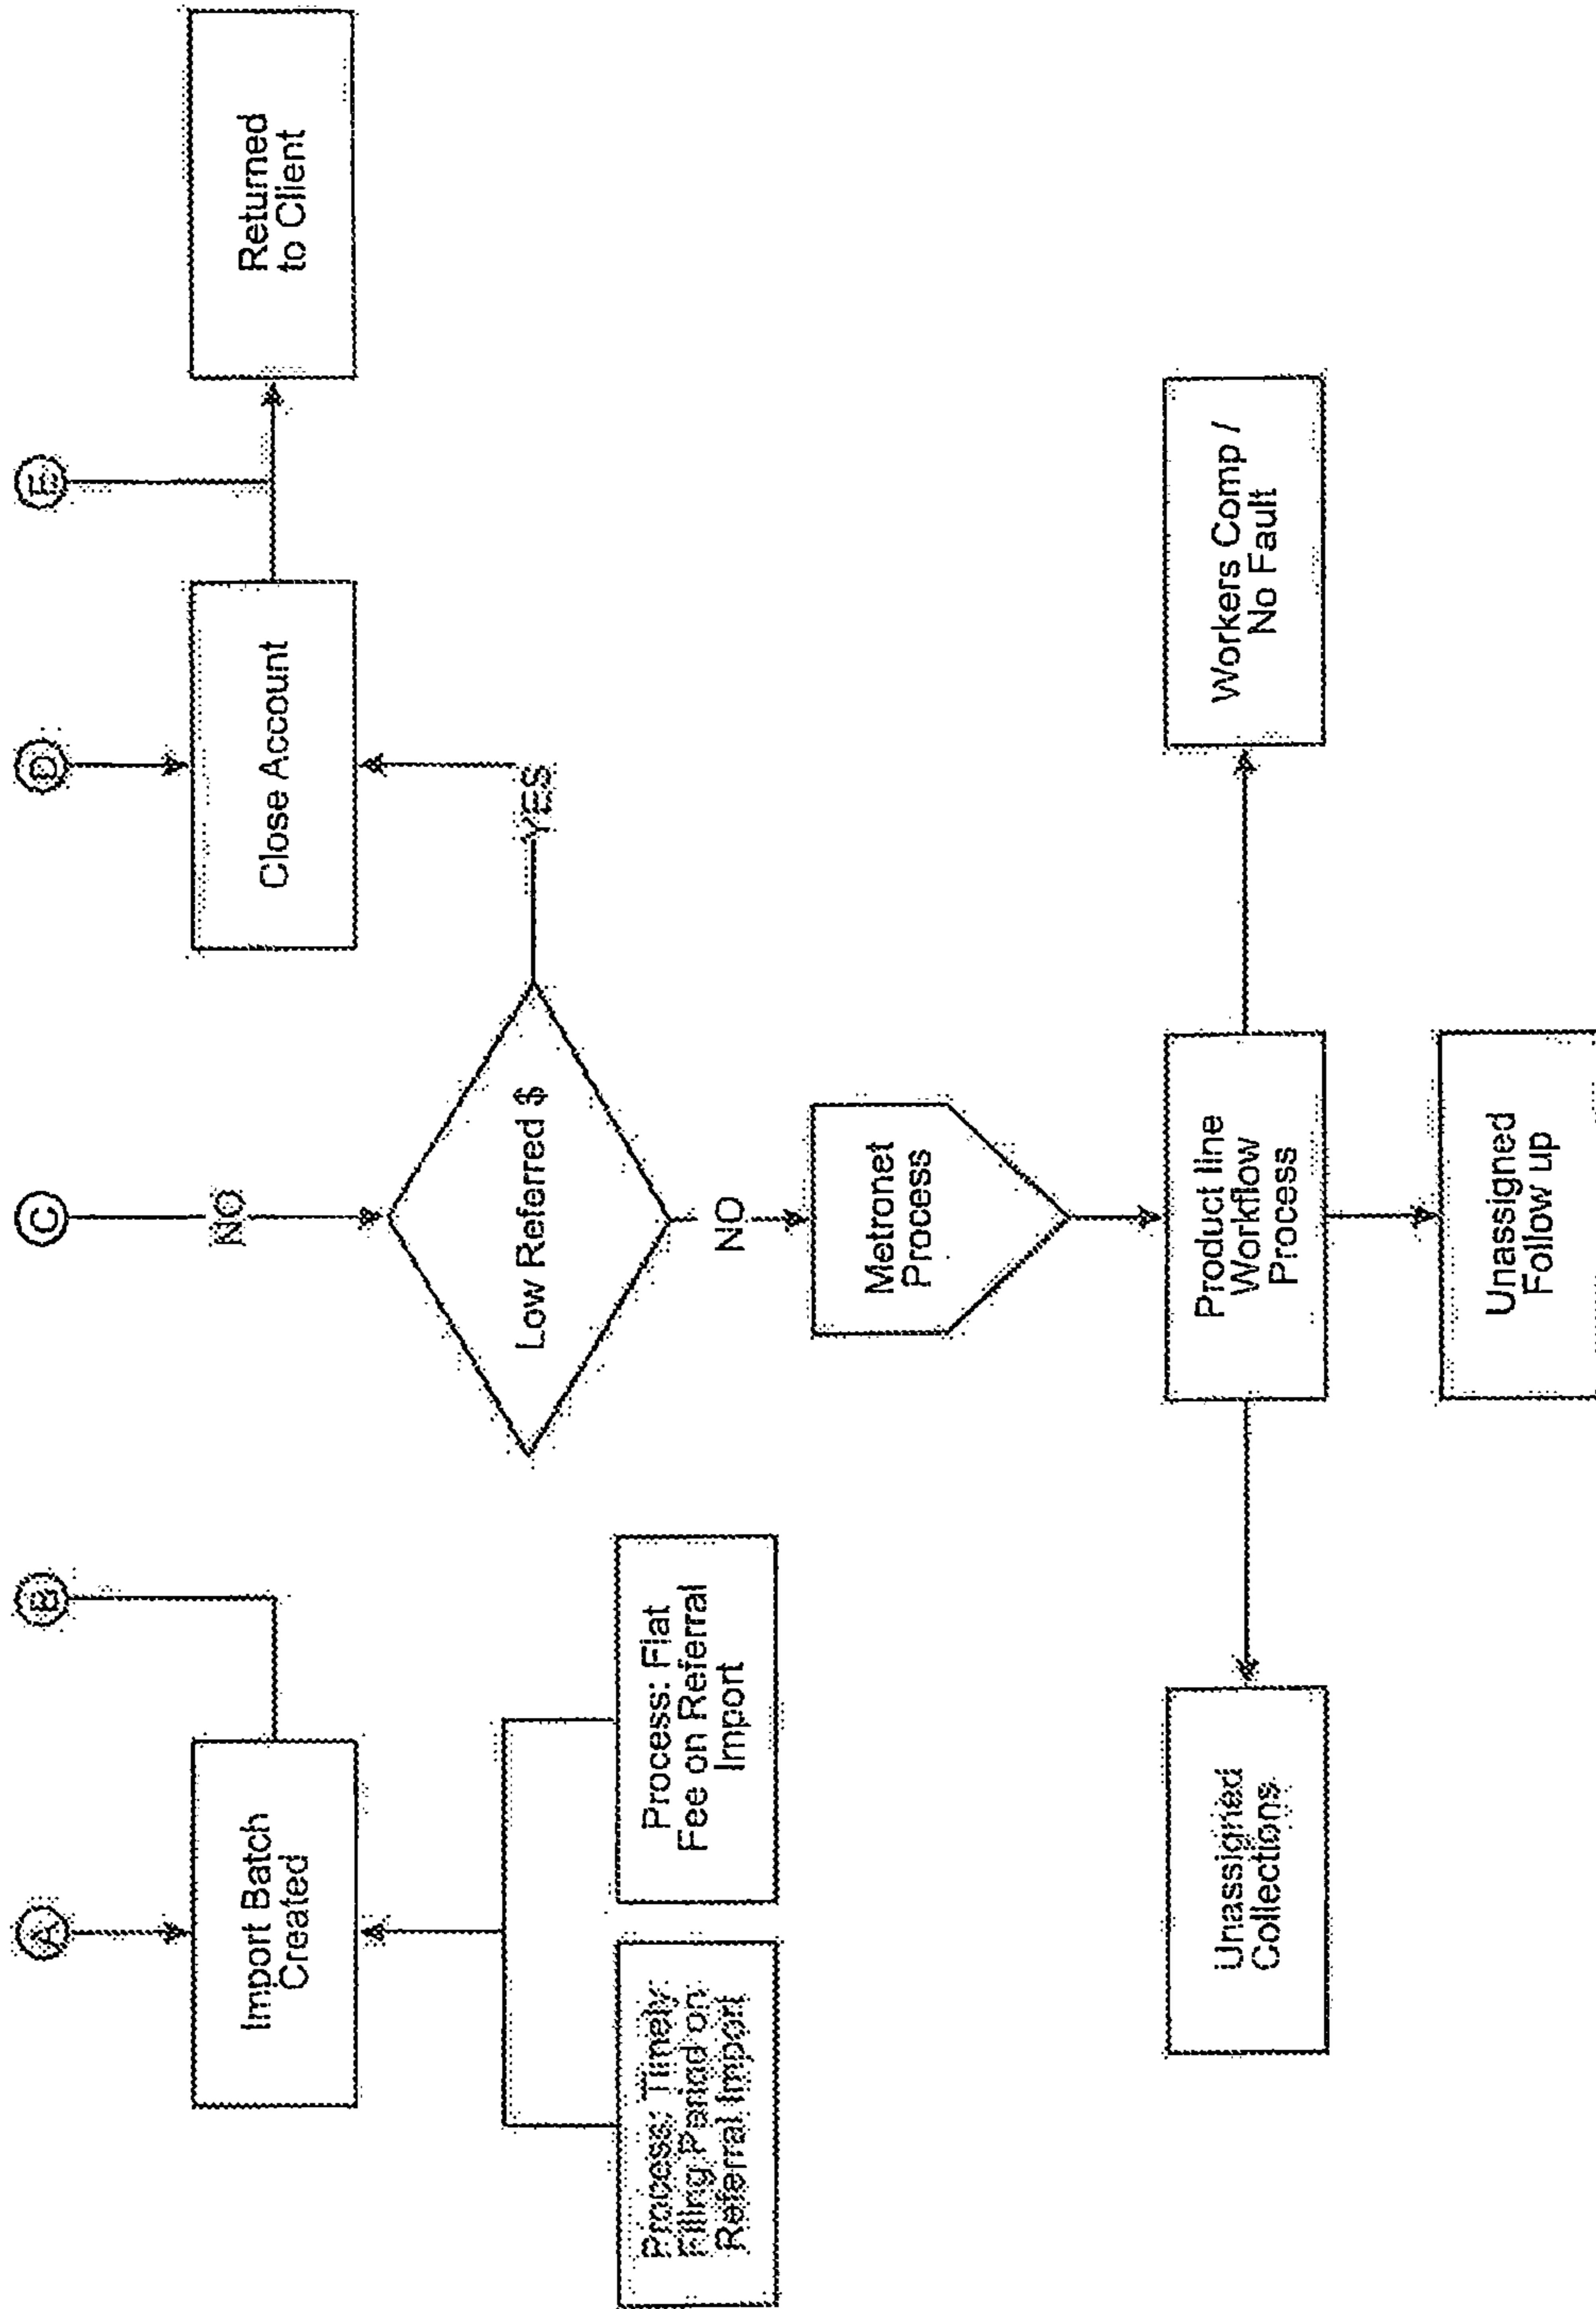 A
B
C
D
E
Import Batch
Created
NO
Close Account
Returned
to Client
Low Referred $
YES
Process: Timely
Filling Period on
Referral Import
Process: Flat
Fee on Referral
Import
NO
Metronet
Process
Unassigned
Collections
Product line
Workflow
Process
Workers Comp /
No Fault
Unassigned
Follow up